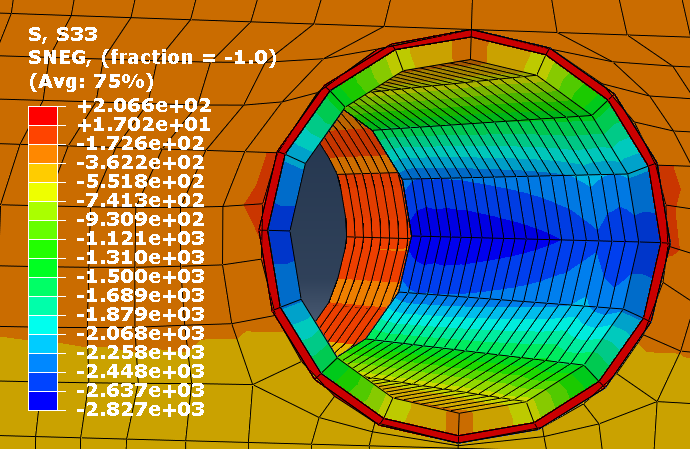 S, S33
SNEG, (fraction = -1.0)
(Avg: 75%)
+2.066e+02
+1.702e+01
-1.726e+02
-3.622e+02
-5.518e+02
-7.413e+02
-9.309e+02
-1.121e+03
-1.310e+03
-1.500e+03
-1.689e+03
-1.879e+03
-2.068e+03
-2.258e+03
-2.448e+03
-2.637e+03
-2.827e+03